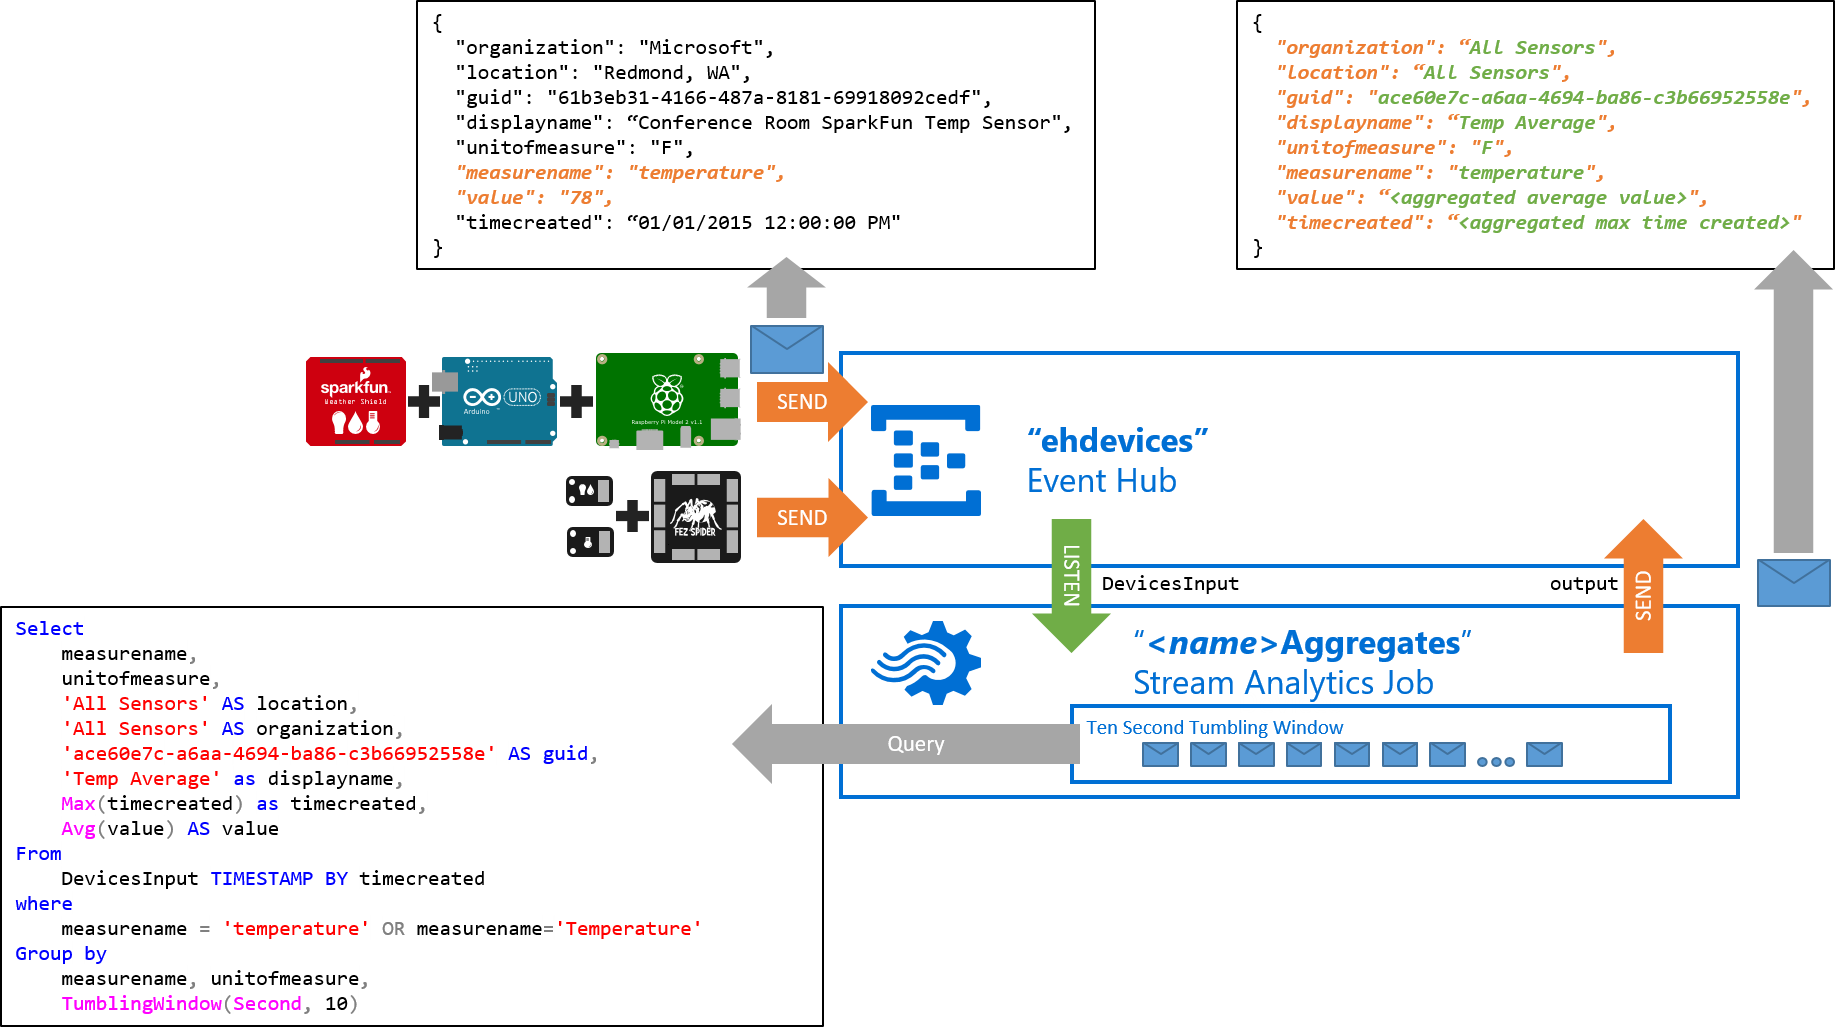 {
"organization": "Microsoft",
"location": "Redmond, WA",
"guid": "61b3eb31-4166-487a-8181-69918092cedf",
"displayname": “Conference Room SparkFun Temp Sensor",
"unitofmeasure": "F",
"measurename": "temperature",
"value": "78",
"timecreated": “01/01/2015 12:00:00 PM"
}
{
"organization": “All Sensors",
"location": “All Sensors",
"guid": "ace60e7c-a6aa-4694-ba86-c3b66952558e",
"displayname": “Temp Average",
"unitofmeasure": "F",
"measurename": "temperature",
"value": “<aggregated average value>",
"timecreated": “<aggregated max time created>"
}
sparkfun.
Weather Shield
UNO
Arduino
Raspberry Pi Model 2 v1.1
SEND
FEZ SPIDER
SEND
“ehdevices”
Event Hub
LISTEN
DevicesInput
output
SEND
“<name>Aggregates”
Stream Analytics Job
Ten Second Tumbling Window
Query
Select
measurename,
unitofmeasure,
'All Sensors' AS location,
'All Sensors' AS organization,
'ace60e7c-a6aa-4694-ba86-c3b66952558e' AS guid,
'Temp Average' as displayname,
Max(timecreated) as timecreated,
Avg(value) AS value
From
DevicesInput TIMESTAMP BY timecreated
where
measurename = 'temperature' OR measurename='Temperature'
Group by
measurename, unitofmeasure,
TumblingWindow(Second, 10)